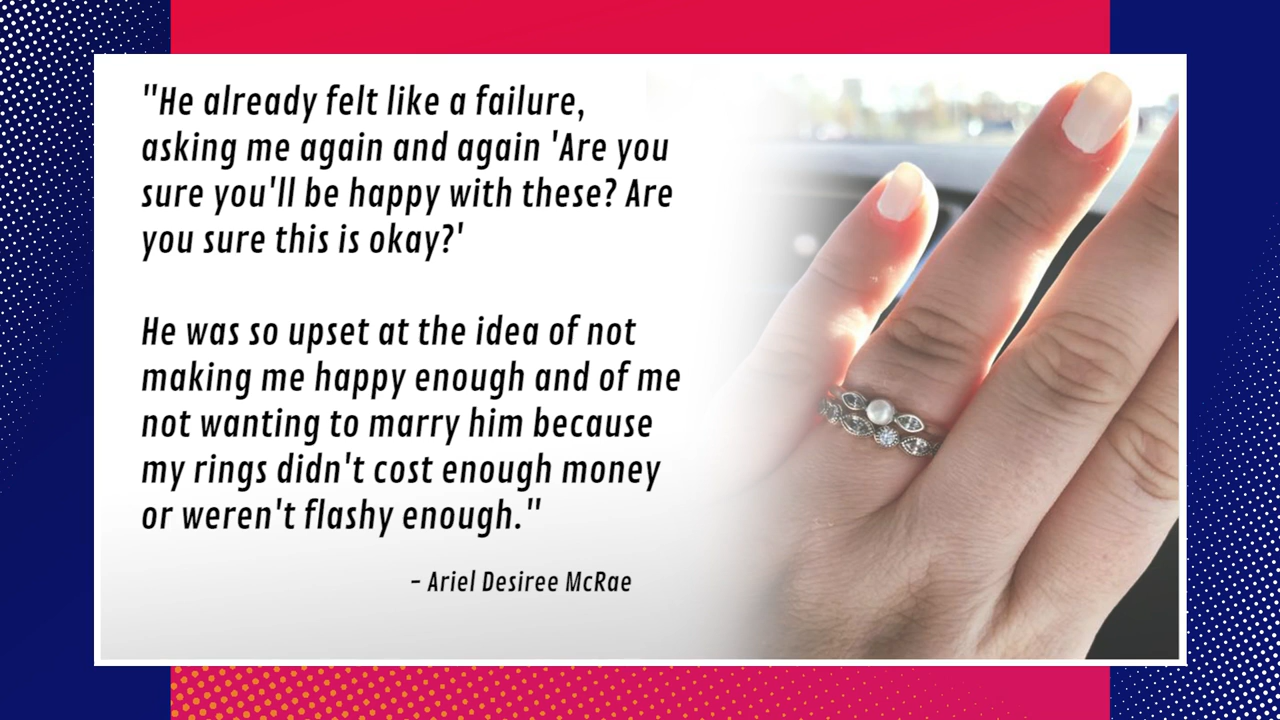 "He already felt like a failure,
asking me again and again 'Are you
sure you'll be happy with these? Are
you sure this is okay?'
He was so upset at the idea of not
making me happy enough and of me
not wanting to marry him because
my rings didn't cost enough money
or weren't flashy enough."
- Ariel Desiree McRae